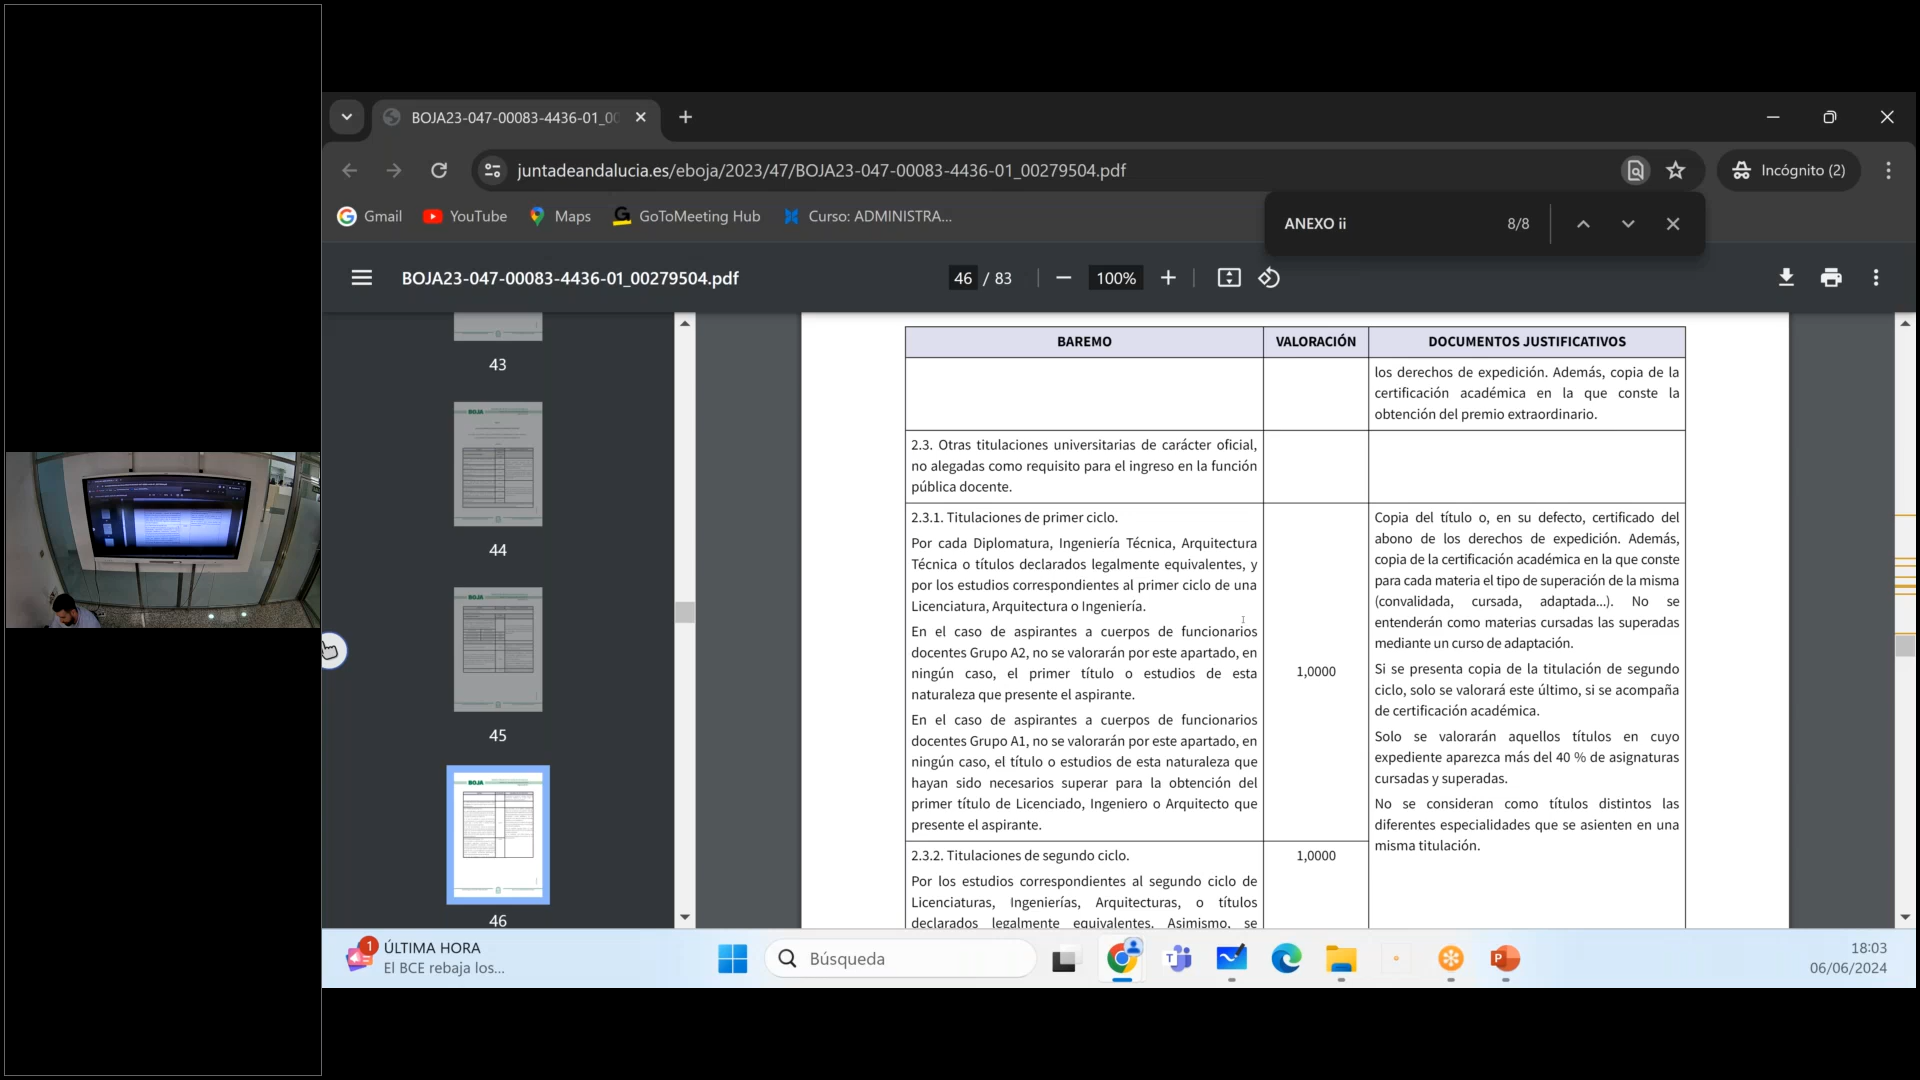 BOJA23-047-00083-4436-01_00
juntadeandalucia.es/eboja/2023/47/BOJA23-047-00083-4436-01_00279504.pdf
Incógnito (2)
Gmail
YouTube
Maps
GoToMeeting Hub
Curso: ADMINISTRA...
ANEXO ii
8/8
BOJA23-047-00083-4436-01_00279504.pdf
46 / 83
100%
43
BOJA
44
BOJA
45
BOJA
46
BAREMO
VALORACIÓN
DOCUMENTOS JUSTIFICATIVOS
los derechos de expedición. Además, copia de la
certificación académica en la que conste la
obtención del premio extraordinario.
2.3. Otras titulaciones universitarias de carácter oficial,
no alegadas como requisito para el ingreso en la función
pública docente.
2.3.1. Titulaciones de primer ciclo.
Por cada Diplomatura, Ingeniería Técnica, Arquitectura
Técnica o títulos declarados legalmente equivalentes, y
por los estudios correspondientes al primer ciclo de una
Licenciatura, Arquitectura o Ingeniería.
En el caso de aspirantes a cuerpos de funcionarios
docentes Grupo A2, no se valorarán por este apartado, en
ningún caso, el primer título o estudios de esta
naturaleza que presente el aspirante.
En el caso de aspirantes a cuerpos de funcionarios
docentes Grupo A1, no se valorarán por este apartado, en
ningún caso, el título o estudios de esta naturaleza que
hayan sido necesarios superar para la obtención del
primer título de Licenciado, Ingeniero o Arquitecto que
presente el aspirante.
1,0000
Copia del título o, en su defecto, certificado del
abono de los derechos de expedición. Además,
copia de la certificación académica en la que conste
para cada materia el tipo de superación de la misma
(convalidada, cursada, adaptada...). No se
entenderán como materias cursadas las superadas
mediante un curso de adaptación.
Si se presenta copia de la titulación de segundo
ciclo, solo se valorará este último, si se acompaña
de certificación académica.
Solo se valorarán aquellos títulos en cuyo
expediente aparezca más del 40 % de asignaturas
cursadas y superadas.
No se consideran como títulos distintos las
diferentes especialidades que se asienten en una
misma titulación.
2.3.2. Titulaciones de segundo ciclo.
1,0000
Por los estudios correspondientes al segundo ciclo de
Licenciaturas, Ingenierías, Arquitecturas, o títulos
declarados legalmente equivalentes. Asimismo, se
1
ÚLTIMA HORA
El BCE rebaja los...
Búsqueda
18:03
06/06/2024